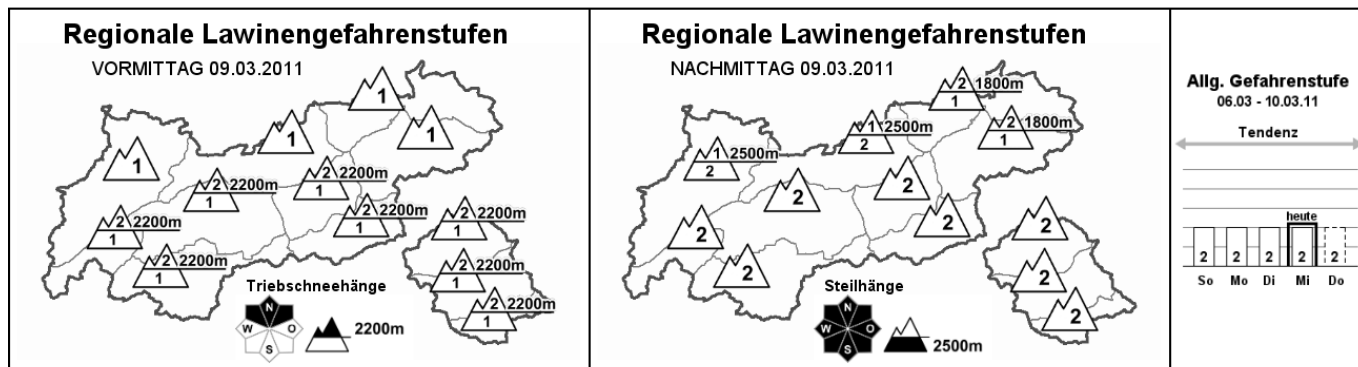 Regionale Lawinengefahrenstufen
VORMITTAG 09.03.2011
1
1
1
1
2 2200m
1
2 2200m
1
2 2200m
1
2 2200m
1
2 2200m
1
2 2200m
1
2 2200m
1
2 2200m
1
Triebschneehänge
N
W O
S
2200m
Regionale Lawinengefahrenstufen
NACHMITTAG 09.03.2011
2 1800m
1
2 1800m
1
1 2500m
2
1 2500m
2
2
2
2
2
2
2
2
2
Steilhänge
N
W O
S
2500m
Allg. Gefahrenstufe
06.03 - 10.03.11
Tendenz
heute
2 2 2 2 2
So Mo Di Mi Do